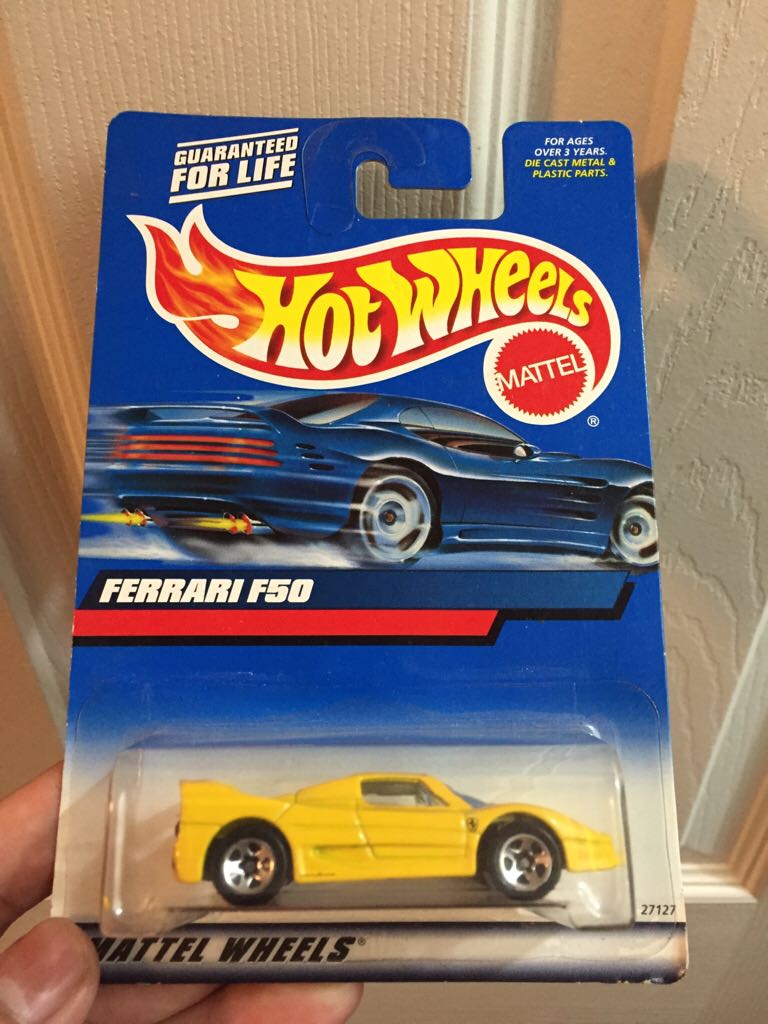 GUARANTEED
FOR LIFE
FOR AGES
OVER 3 YEARS.
DIE CAST METAL &
PLASTIC PARTS.
HOT WHEELS
MATTEL
®
FERRARI F50
27127
MATTEL WHEELS®